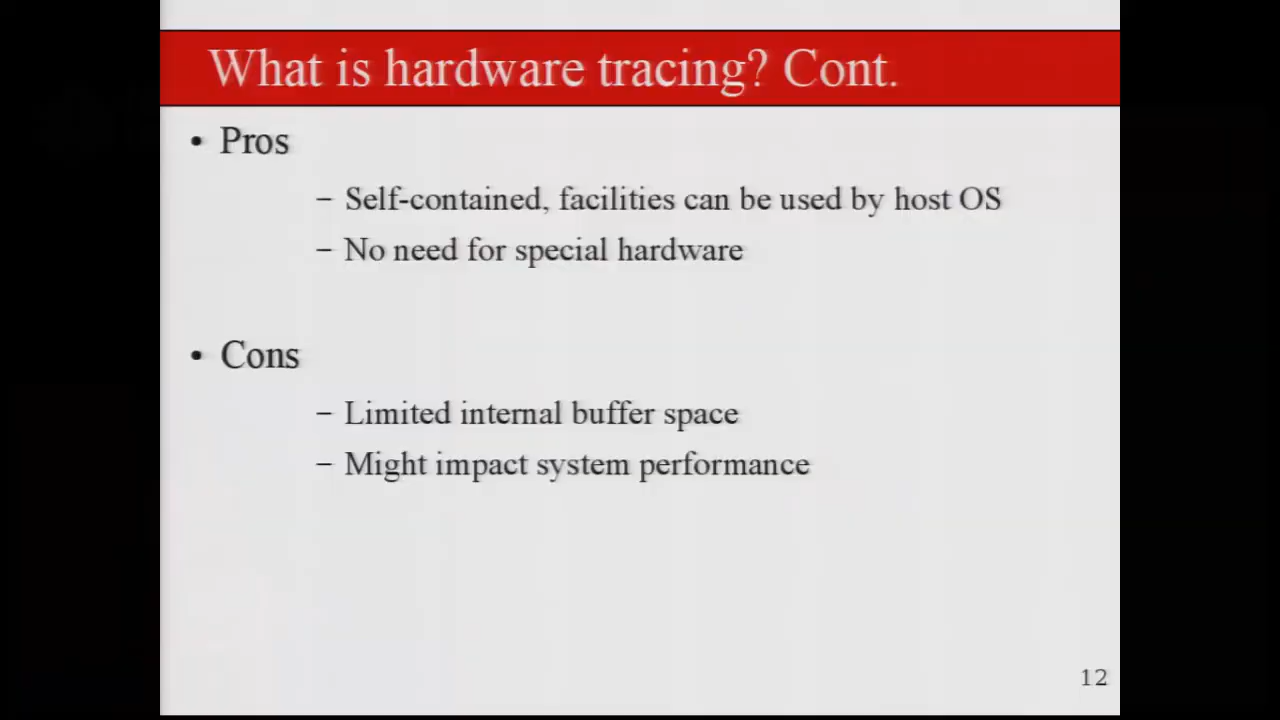 What is hardware tracing? Cont.
• Pros
– Self-contained, facilities can be used by host OS
– No need for special hardware
• Cons
– Limited internal buffer space
– Might impact system performance
12